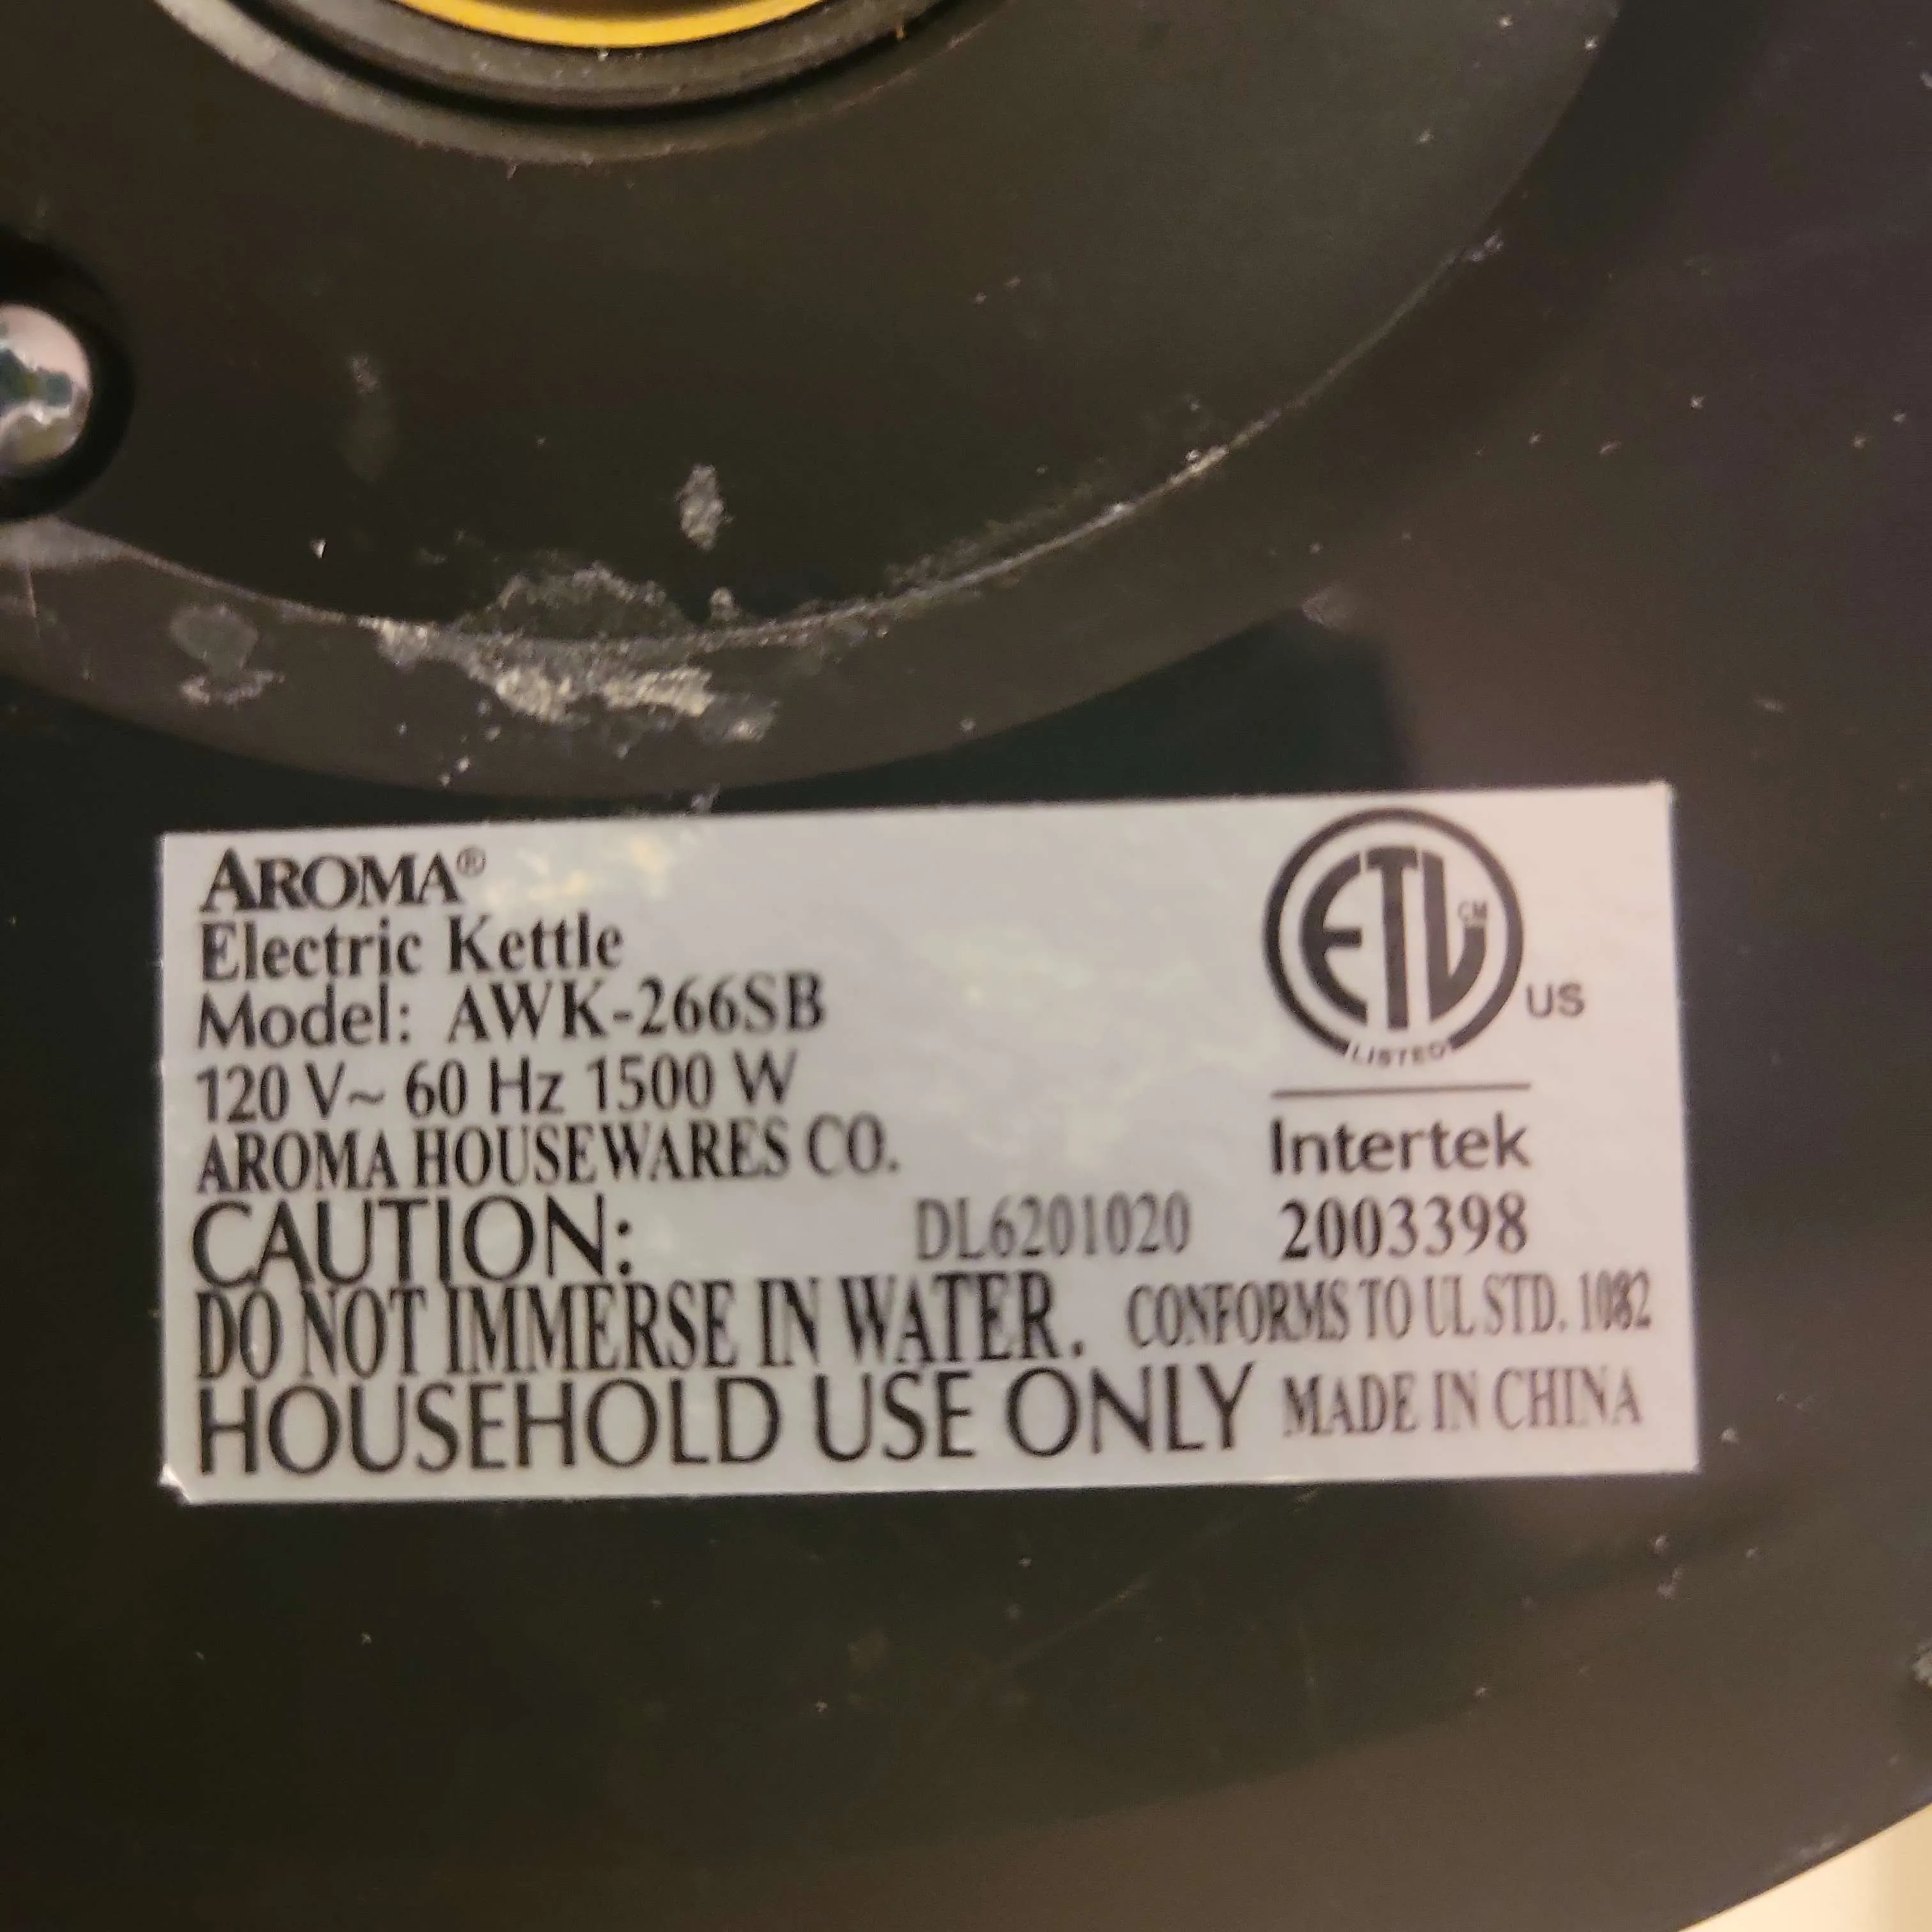 AROMA®
Electric Kettle
Model: AWK-266SB
120 V~ 60 Hz 1500 W
AROMA HOUSEWARES CO.
CAUTION:
DO NOT IMMERSE IN WATER.
HOUSEHOLD USE ONLY
DL6201020
ETL CM
LISTED
US
Intertek
2003398
CONFORMS TO UL STD. 1082
MADE IN CHINA